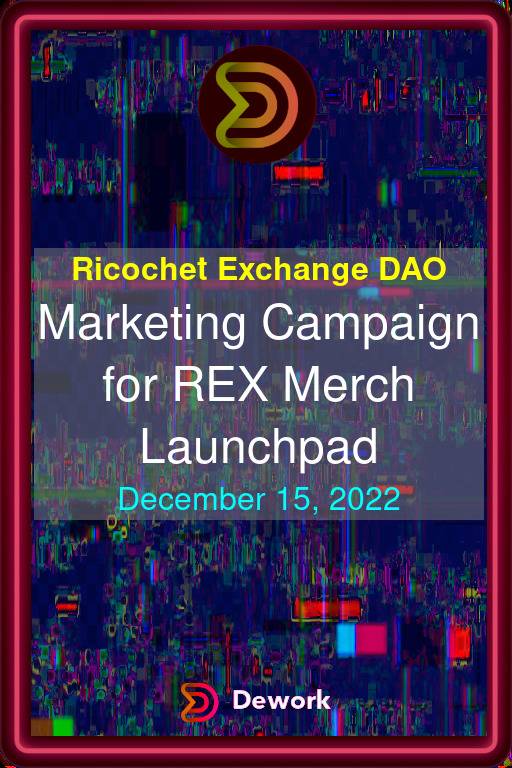 Ricochet Exchange DAO
Marketing Campaign
for REX Merch
Launchpad
December 15, 2022
Dework